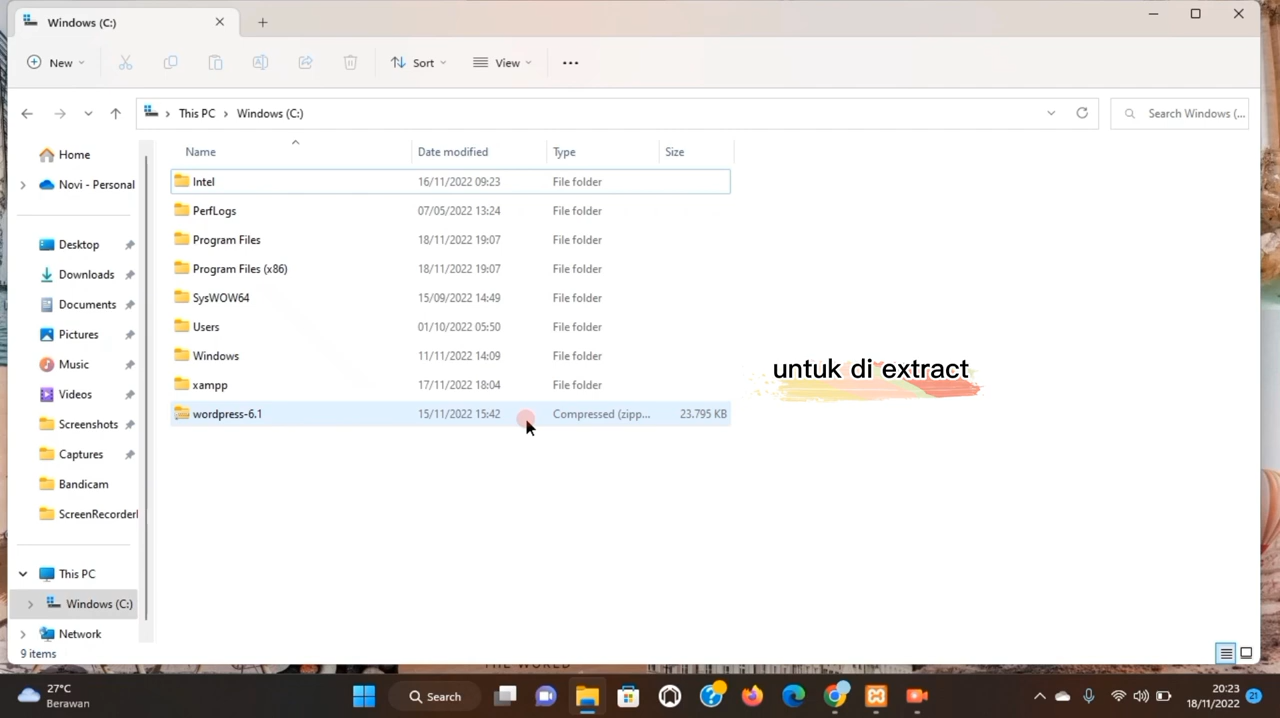 Windows (C:)
New
Sort
View
This PC
Windows (C:)
Search Windows (...
Name
Date modified
Type
Size
Home
Novi - Personal
Desktop
Downloads
Documents
Pictures
Music
Videos
Screenshots
Captures
Bandicam
ScreenRecorder
This PC
Windows (C:)
Network
Intel 16/11/2022 09:23 File folder
PerfLogs 07/05/2022 13:24 File folder
Program Files 18/11/2022 19:07 File folder
Program Files (x86) 18/11/2022 19:07 File folder
SysWOW64 15/09/2022 14:49 File folder
Users 01/10/2022 05:50 File folder
Windows 11/11/2022 14:09 File folder
xampp 17/11/2022 18:04 File folder
wordpress-6.1 15/11/2022 15:42 Compressed (zipp... 23.795 KB
untuk di extract
9 items
THE WORLD
27°C
Berawan
Search
20:23
18/11/2022
21